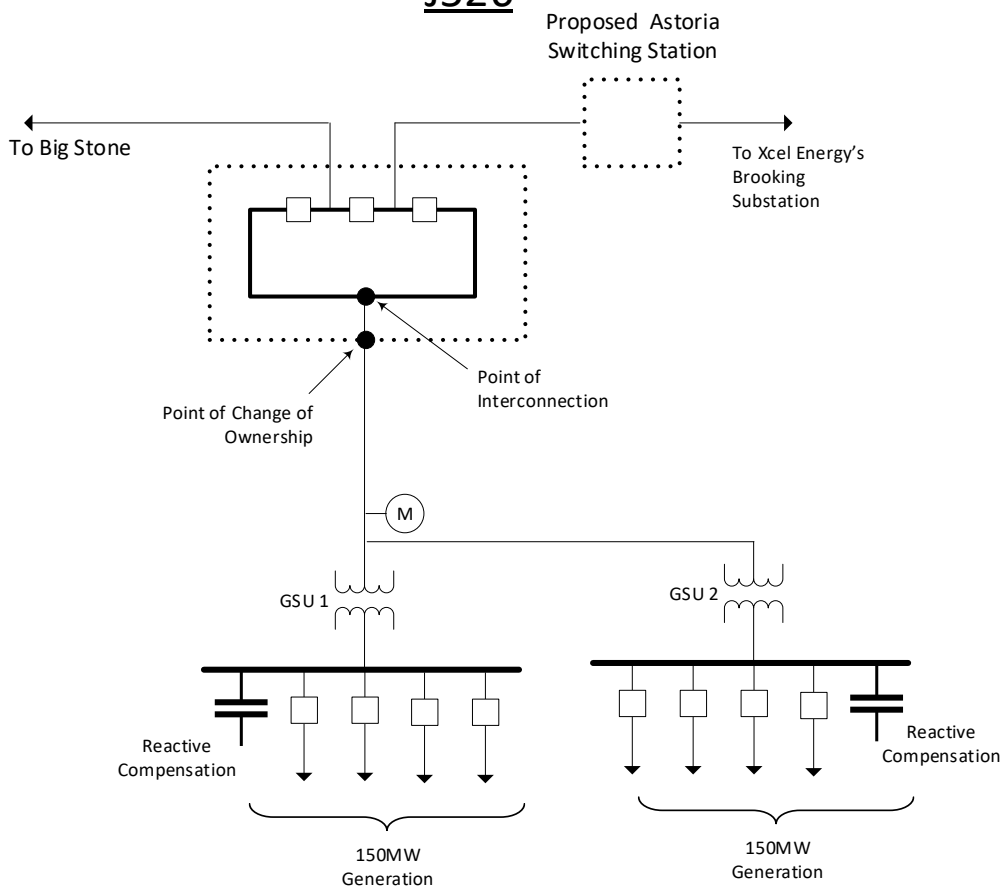 Proposed Astoria
Switching Station
To Big Stone
To Xcel Energy's
Brooking
Substation
Point of
Interconnection
Point of Change of
Ownership
M
GSU 1
GSU 2
Reactive
Compensation
Reactive
Compensation
150MW
Generation
150MW
Generation